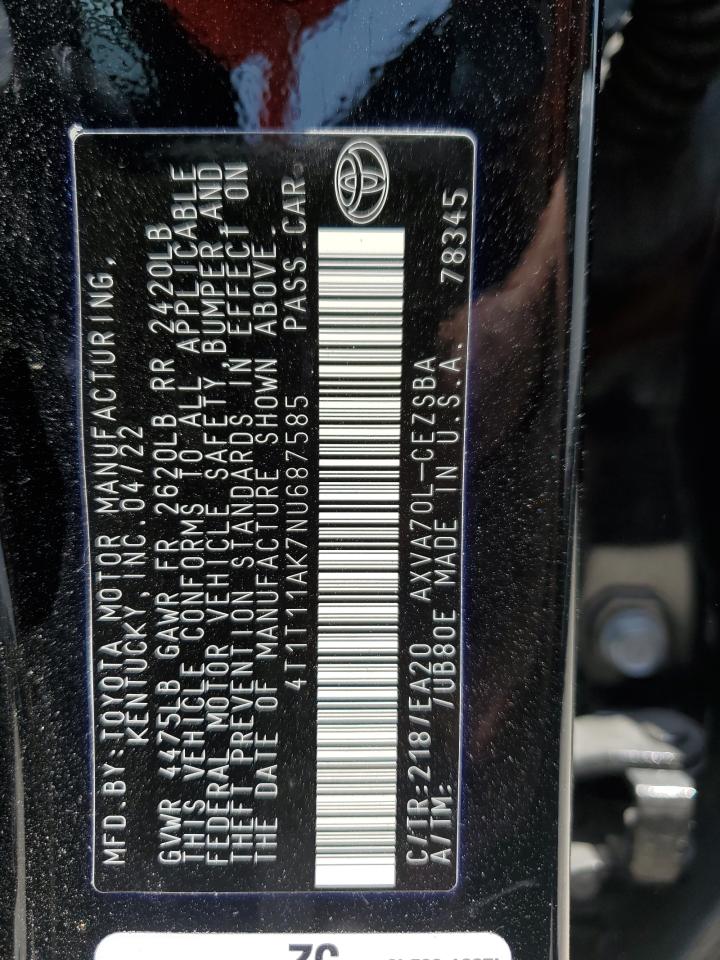 MFD.BY:TOYOTA MOTOR MANUFACTURING,
KENTUCKY,INC.04/22
GVWR 4475LB GAWR FR 2620LB RR 2420LB
THIS VEHICLE CONFORMS TO ALL APPLICABLE
FEDERAL MOTOR VEHICLE SAFETY,BUMPER,AND
THEFT PREVENTION STANDARDS IN EFFECT ON
THE DATE OF MANUFACTURE SHOWN ABOVE.
4T1T11AK7NU687585 PASS.CAR
C/TR:218/EA20 AXVA70L-CEZSBA 78345
A/TM: /UB80E MADE IN U.S.A.